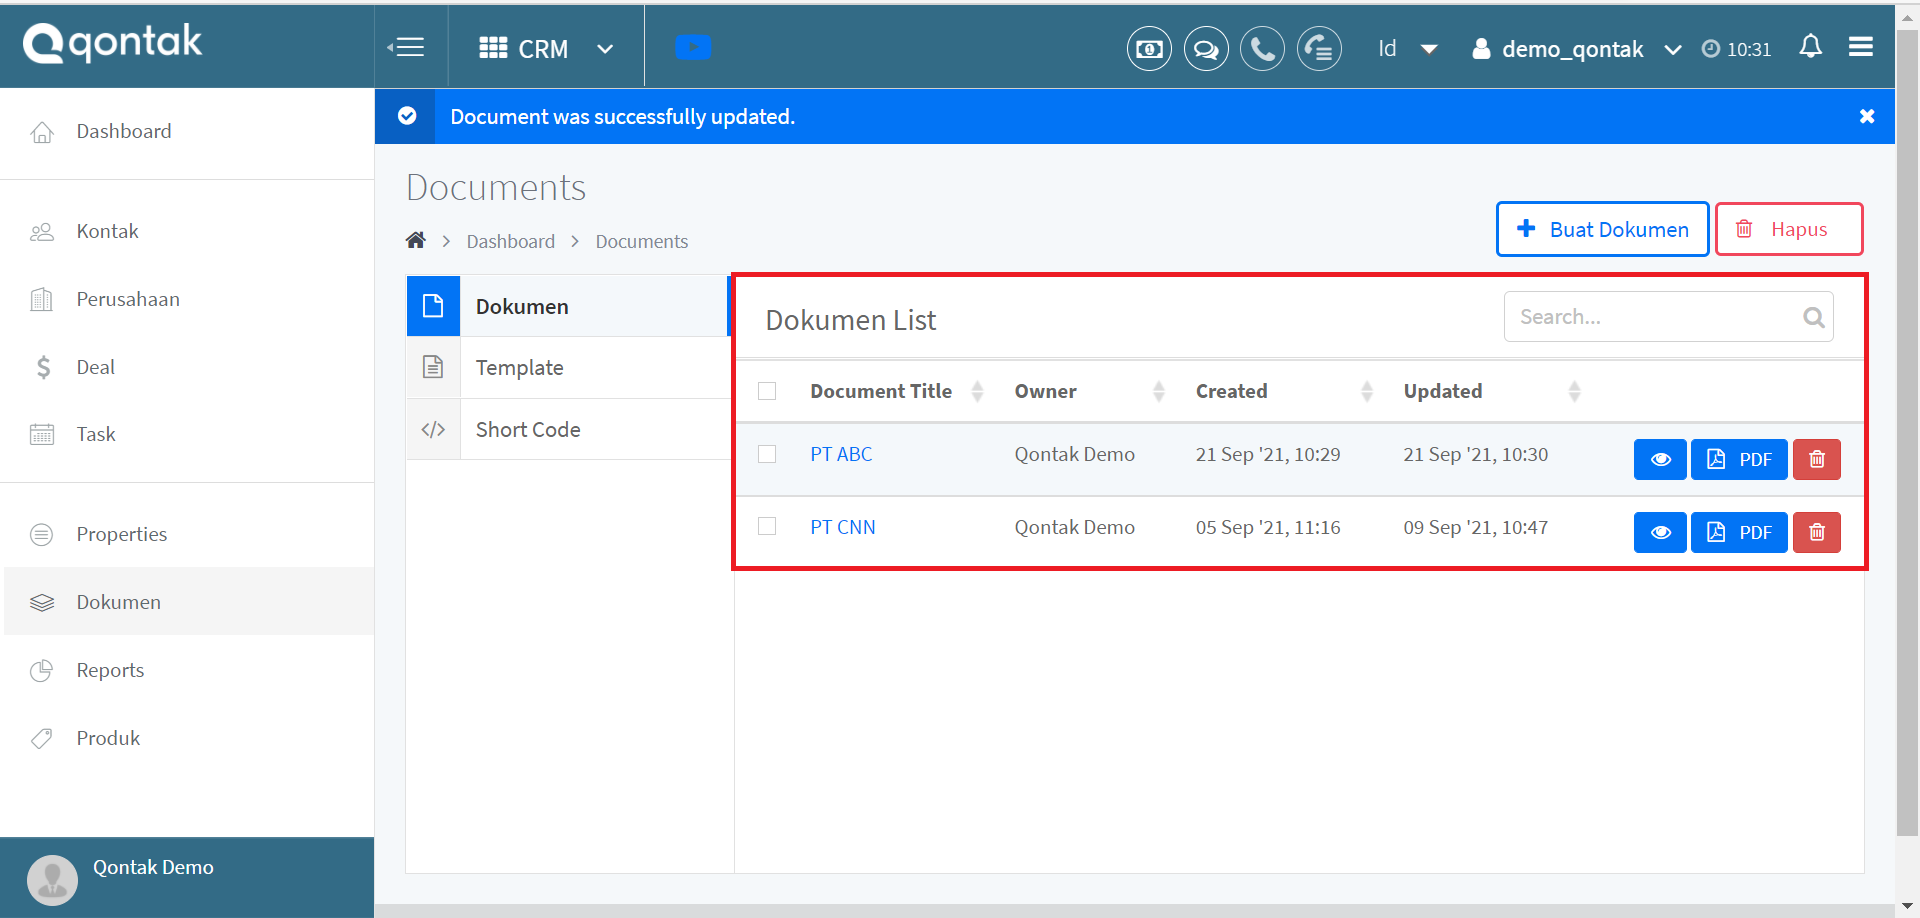 qontak
CRM
Id
demo_qontak
10:31
Dashboard
Kontak
Perusahaan
Deal
Task
Properties
Dokumen
Reports
Produk
Qontak Demo
Document was successfully updated.
Documents
Dashboard
Documents
Buat Dokumen
Hapus
Dokumen
Template
Short Code
Dokumen List
Search...
Document Title Owner Created Updated
PT ABC Qontak Demo 21 Sep '21, 10:29 21 Sep '21, 10:30 PDF
PT CNN Qontak Demo 05 Sep '21, 11:16 09 Sep '21, 10:47 PDF